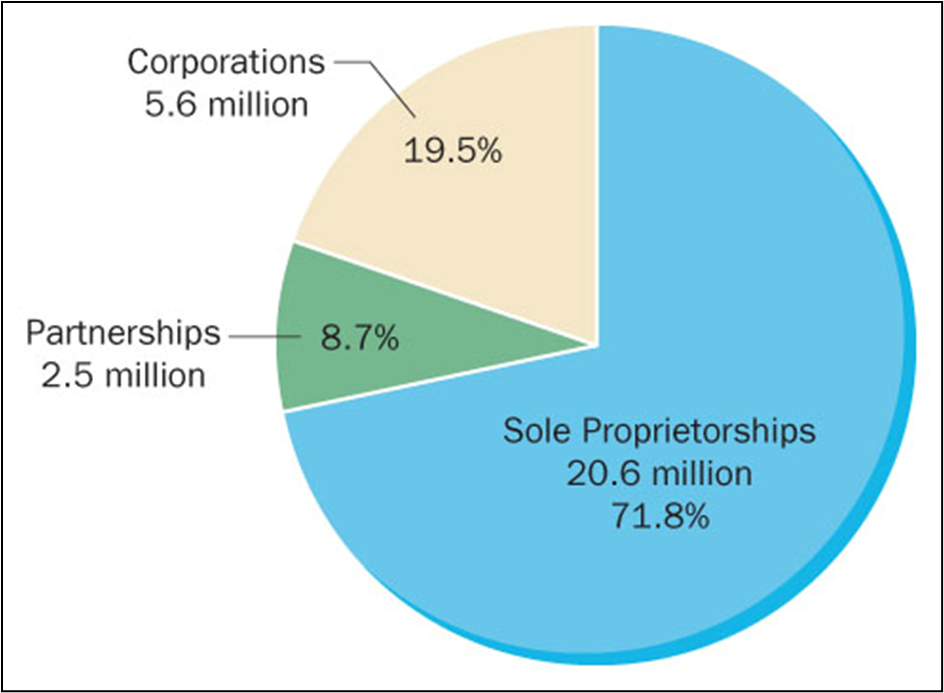 Corporations
5.6 million
19.5%
Partnerships
2.5 million
8.7%
Sole Proprietorships
20.6 million
71.8%